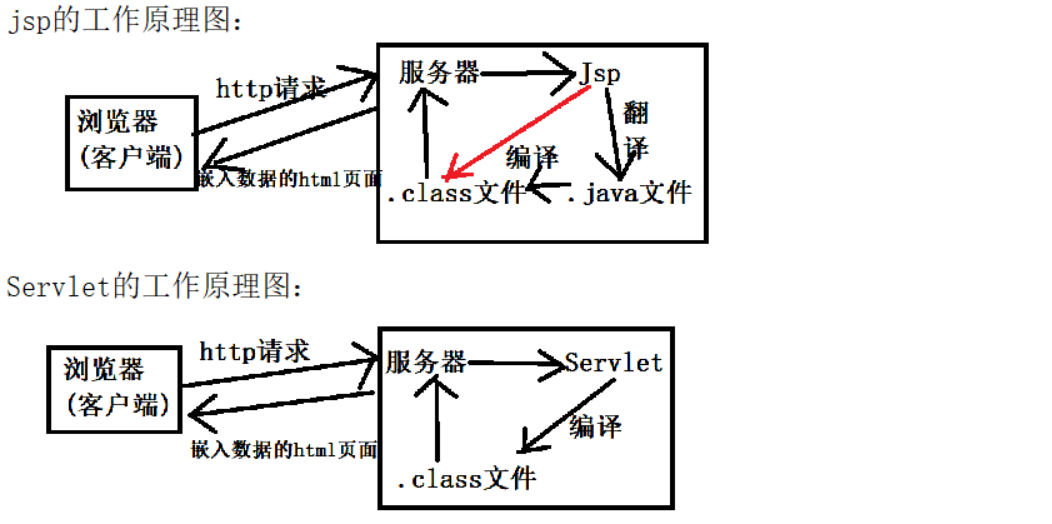 jsp的工作原理图：
http请求
服务器
Jsp
浏览器
(客户端)
翻
译
编译
嵌入数据的html页面
.class文件
.java文件
Servlet的工作原理图：
http请求
服务器
Servlet
浏览器
(客户端)
编译
嵌入数据的html页面
.class文件